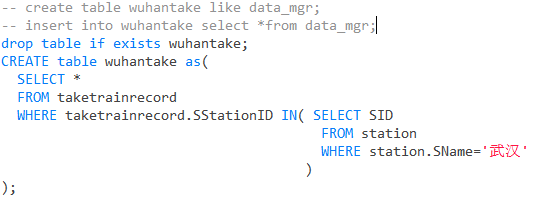 -- create table wuhantake like data_mgr;
-- insert into wuhantake select *from data_mgr;
drop table if exists wuhantake;
CREATE table wuhantake as(
  SELECT *
  FROM taketrainrecord
  WHERE taketrainrecord.SStationID IN( SELECT SID
                                       FROM station
                                       WHERE station.SName='武汉'
                                     )
);